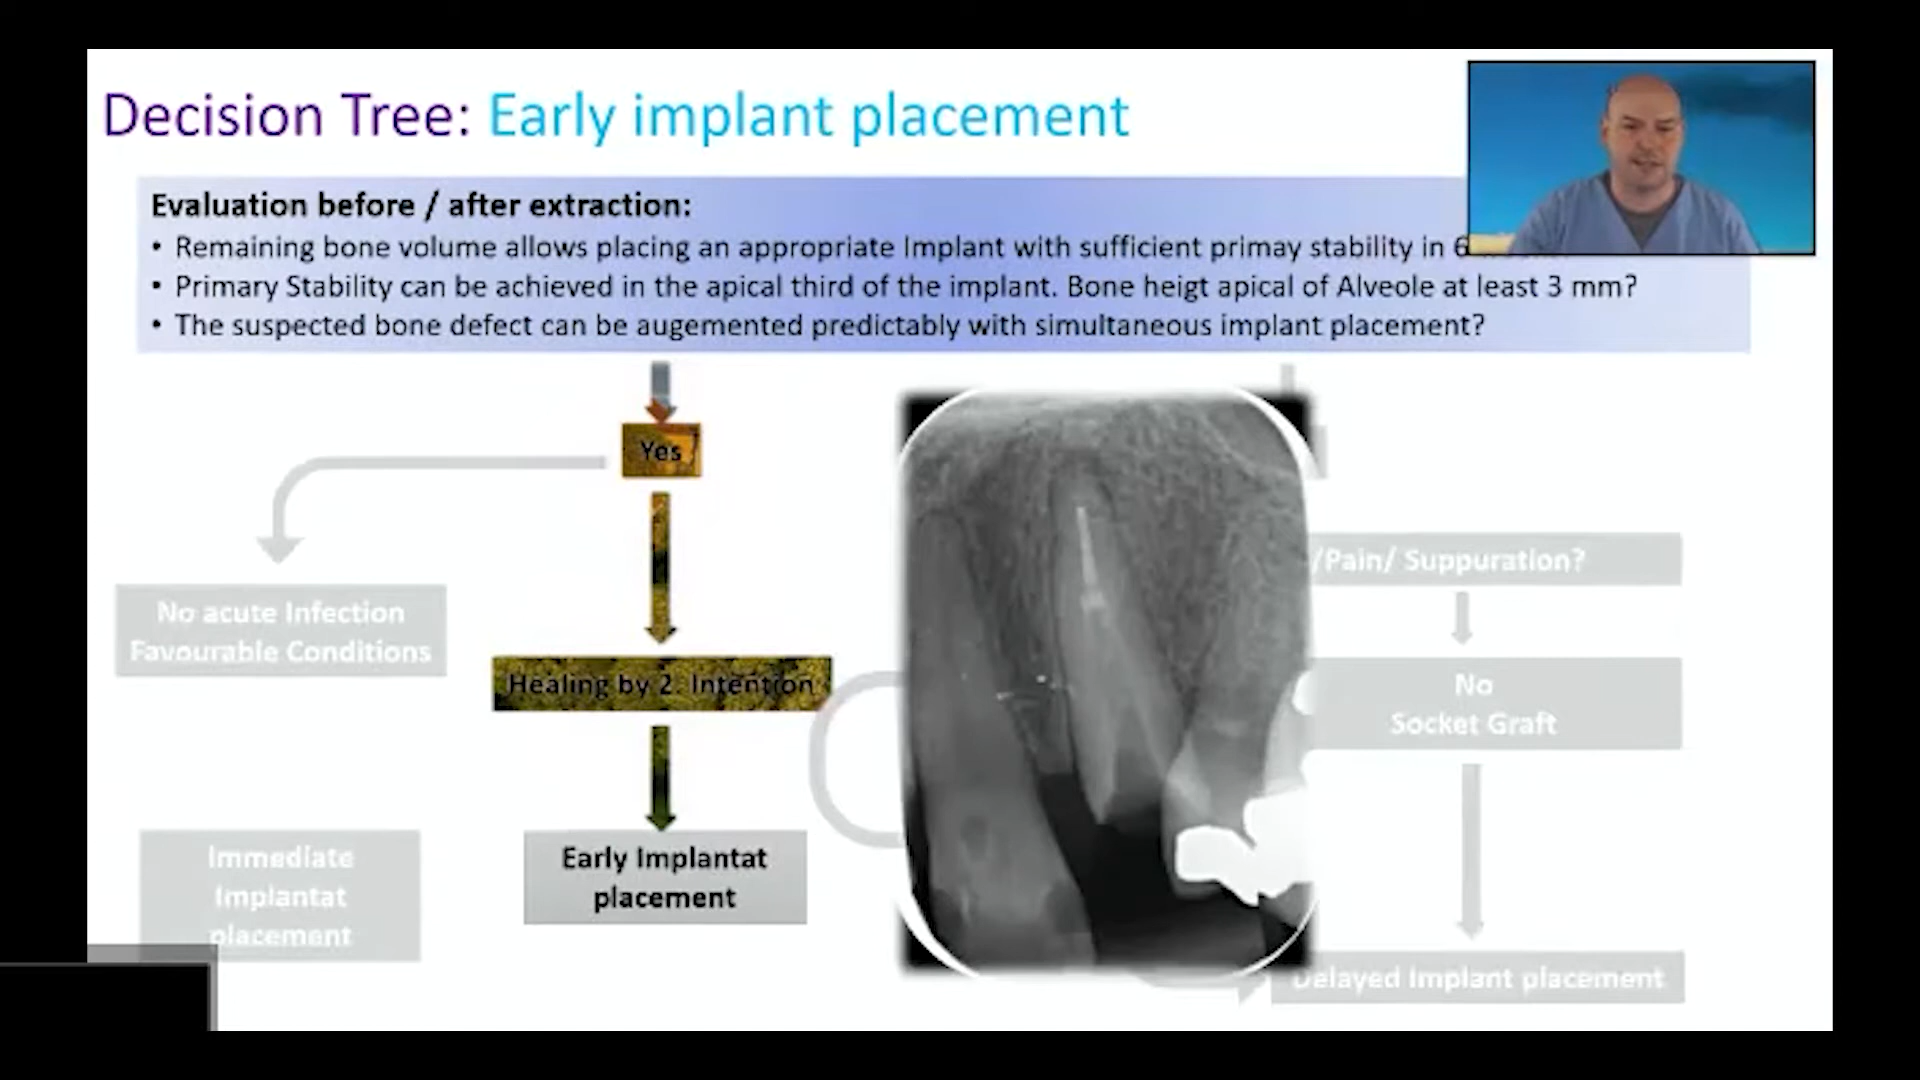 Decision Tree: Early implant placement
Evaluation before / after extraction:
• Remaining bone volume allows placing an appropriate Implant with sufficient primay stability in 6
• Primary Stability can be achieved in the apical third of the implant. Bone heigt apical of Alveole at least 3 mm?
• The suspected bone defect can be augemented predictably with simultaneous implant placement?
Yes
No acute Infection
Favourable Conditions
Healing by 2. Intention
Early Implantat
placement
Immediate
Implantat
placement
/Pain/ Suppuration?
No
Socket Graft
Delayed Implant placement